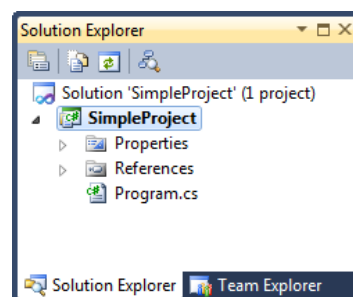 Solution Explorer
Solution 'SimpleProject' (1 project)
SimpleProject
Properties
References
Program.cs
Solution Explorer Team Explorer